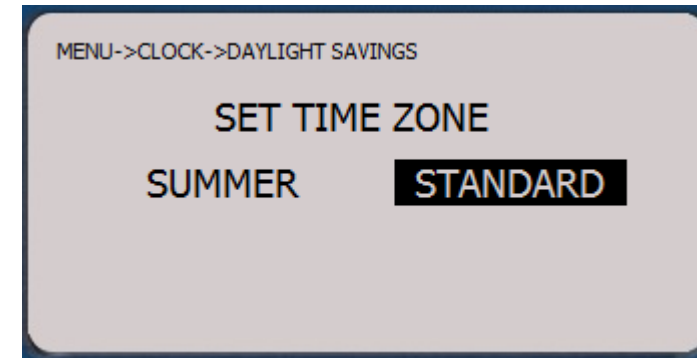 MENU->CLOCK->DAYLIGHT SAVINGS
SET TIME ZONE
SUMMER STANDARD